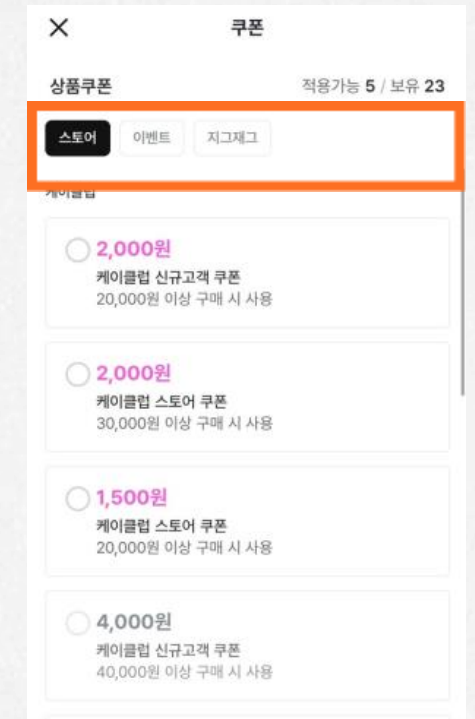 쿠폰
상품쿠폰 적용가능 5 / 보유 23
스토어 이벤트 지그재그
케이클럽
2,000원
케이클럽 신규고객 쿠폰
20,000원 이상 구매 시 사용
2,000원
케이클럽 스토어 쿠폰
30,000원 이상 구매 시 사용
1,500원
케이클럽 스토어 쿠폰
20,000원 이상 구매 시 사용
4,000원
케이클럽 신규고객 쿠폰
40,000원 이상 구매 시 사용